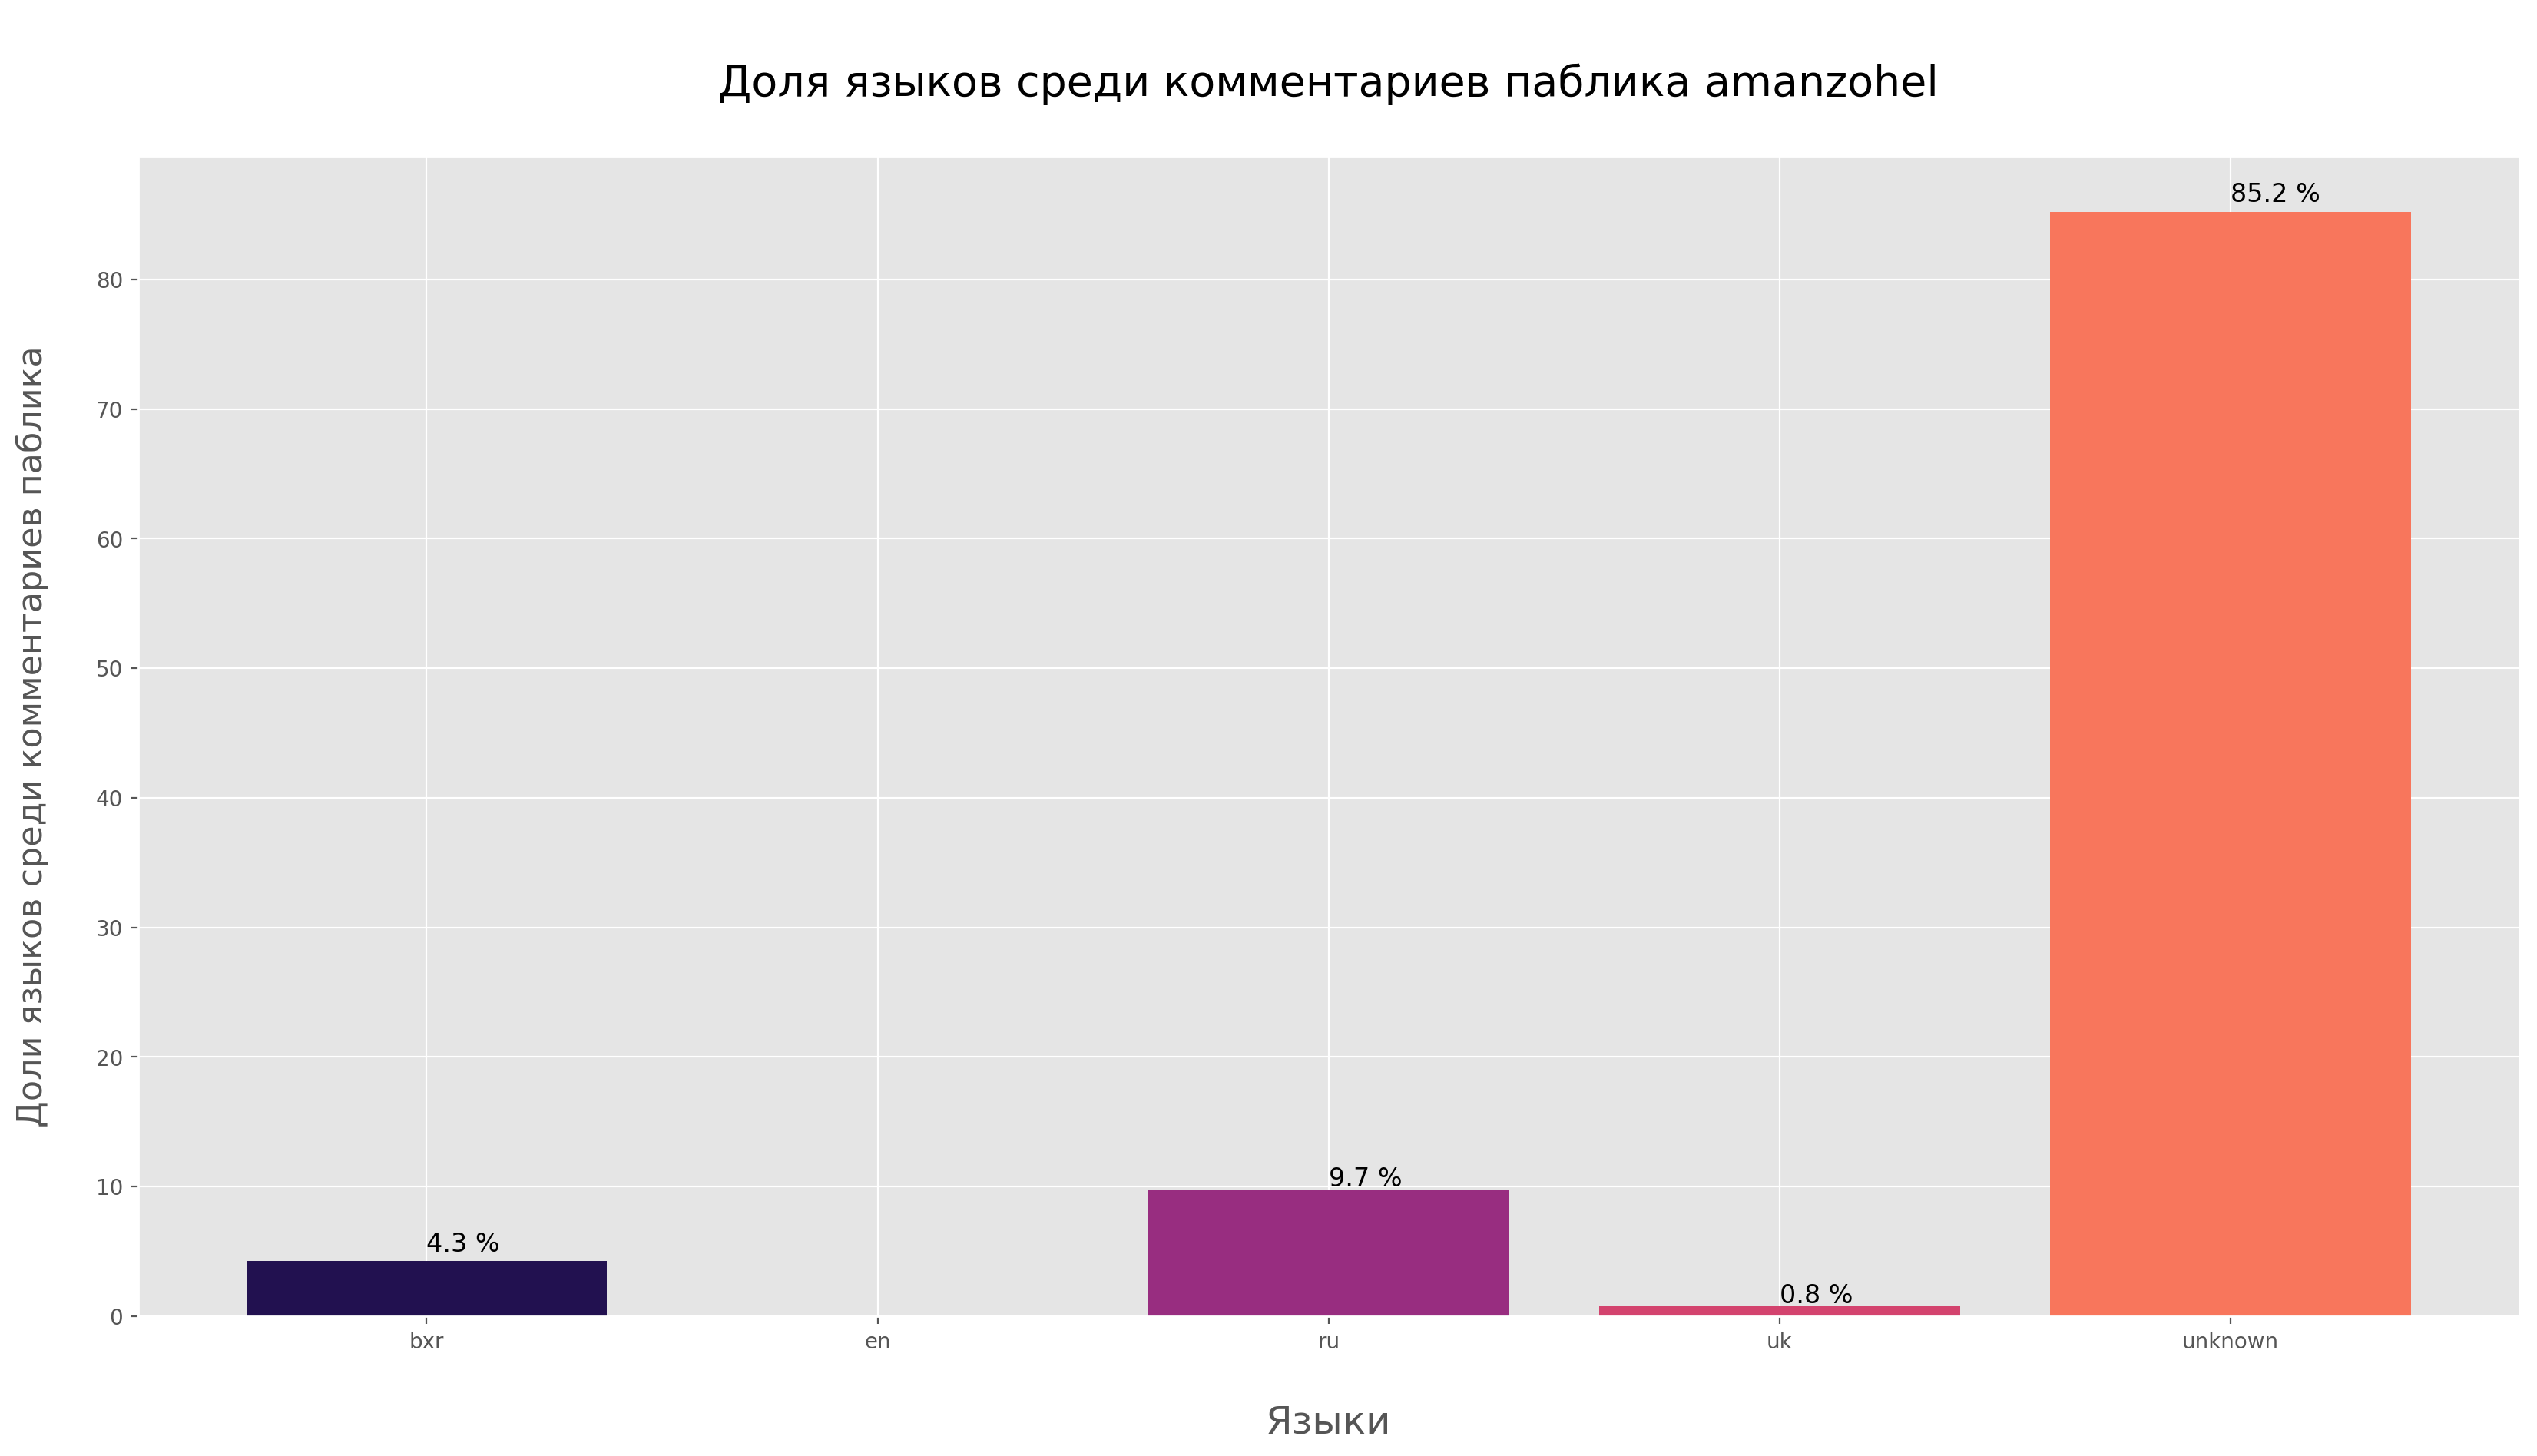 Доля языков среди комментариев паблика amanzohel
Доли языков среди комментариев паблика
80
70
60
50
40
30
20
10
0
85.2 %
9.7 %
4.3 %
0.8 %
bxr
en
ru
uk
unknown
Языки